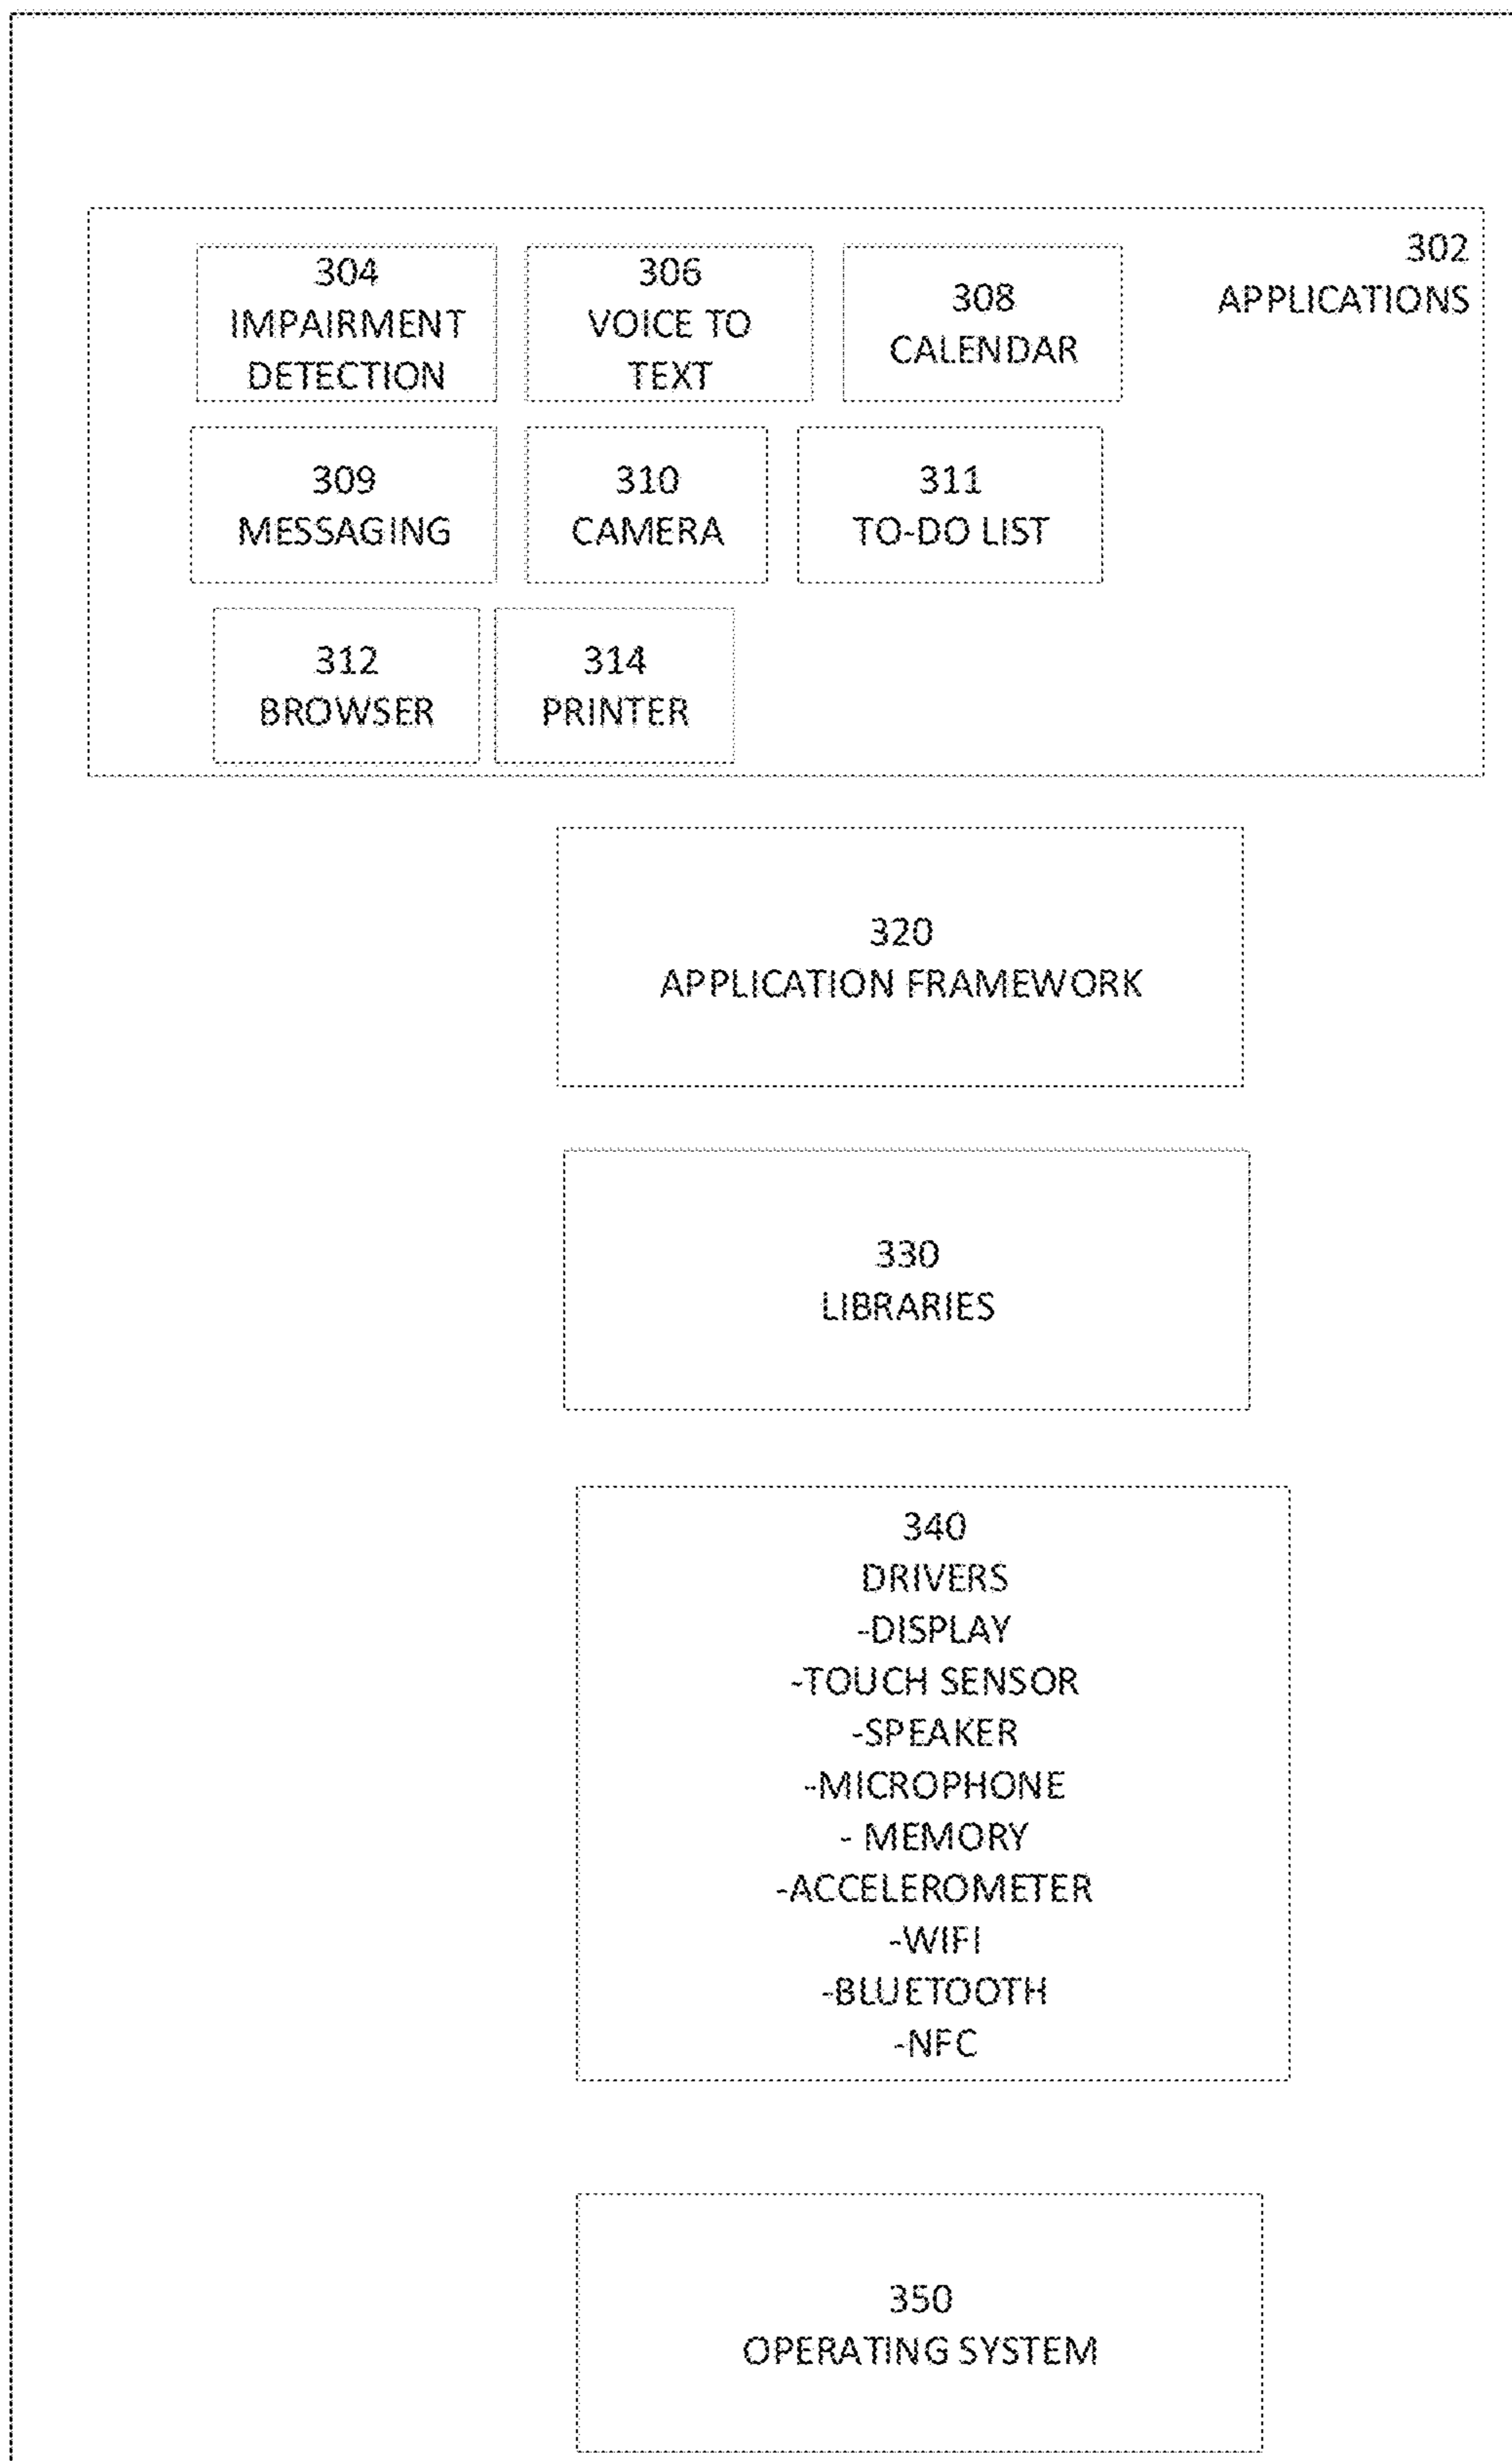 302
APPLICATIONS
304
IMPAIRMENT
DETECTION
306
VOICE TO
TEXT
308
CALENDAR
309
MESSAGING
310
CAMERA
311
TO-DO LIST
312
BROWSER
314
PRINTER
320
APPLICATION FRAMEWORK
330
LIBRARIES
340
DRIVERS
-DISPLAY
-TOUCH SENSOR
-SPEAKER
-MICROPHONE
- MEMORY
-ACCELEROMETER
-WIFI
-BLUETOOTH
-NFC
350
OPERATING SYSTEM